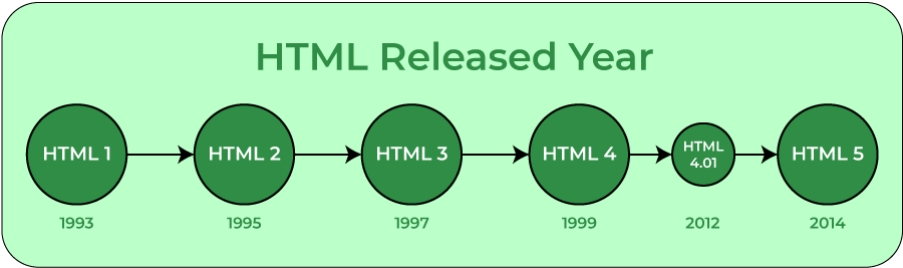 HTML Released Year
HTML 1
HTML 2
HTML 3
HTML 4
HTML
4.01
HTML 5
1993
1995
1997
1999
2012
2014